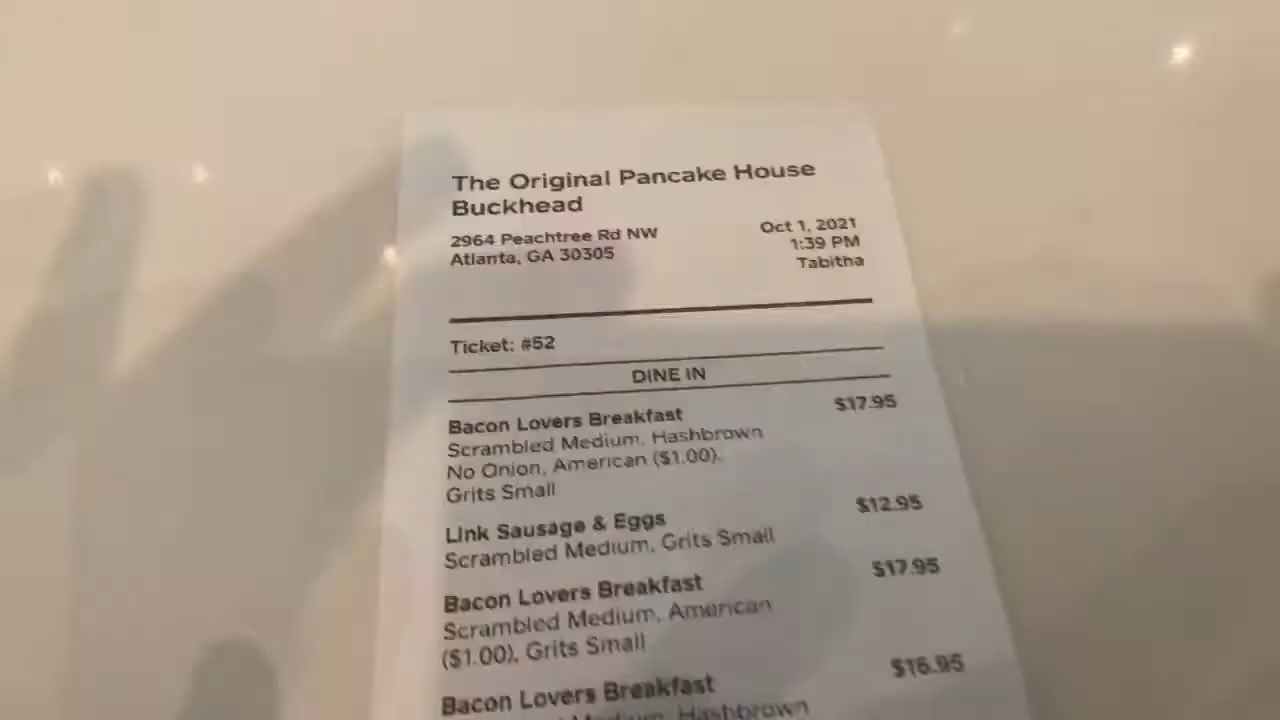 The Original Pancake House
Buckhead
2964 Peachtree Rd NW
Atlanta, GA 30305
Oct 1, 2021
1:39 PM
Tabitha
Ticket: #52
DINE IN
Bacon Lovers Breakfast $17.95
Scrambled Medium, Hashbrown
No Onion, American ($1.00),
Grits Small
Link Sausage & Eggs $12.95
Scrambled Medium, Grits Small
Bacon Lovers Breakfast $17.95
Scrambled Medium, American
($1.00), Grits Small
Bacon Lovers Breakfast $16.95
Medium, Hashbrown